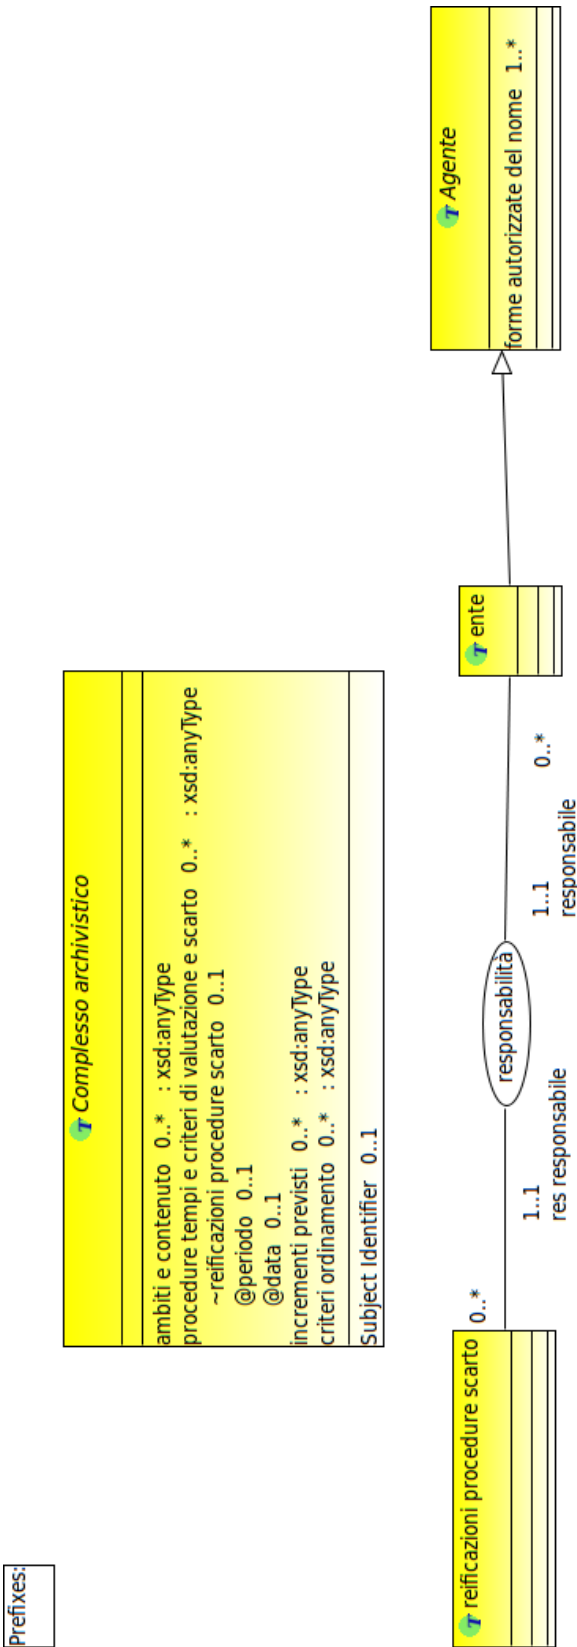 Prefixes:
T Complesso archivistico
ambiti e contenuto 0..* : xsd:anyType
procedure tempi e criteri di valutazione e scarto 0..* : xsd:anyType
~reificazioni procedure scarto 0..1
@periodo 0..1
@data 0..1
incrementi previsti 0..* : xsd:anyType
criteri ordinamento 0..* : xsd:anyType
Subject Identifier 0..1
T reificazioni procedure scarto
0..*
1..1
res responsabile
responsabilità
1..1
responsabile
0..*
T ente
T Agente
forme autorizzate del nome 1..*